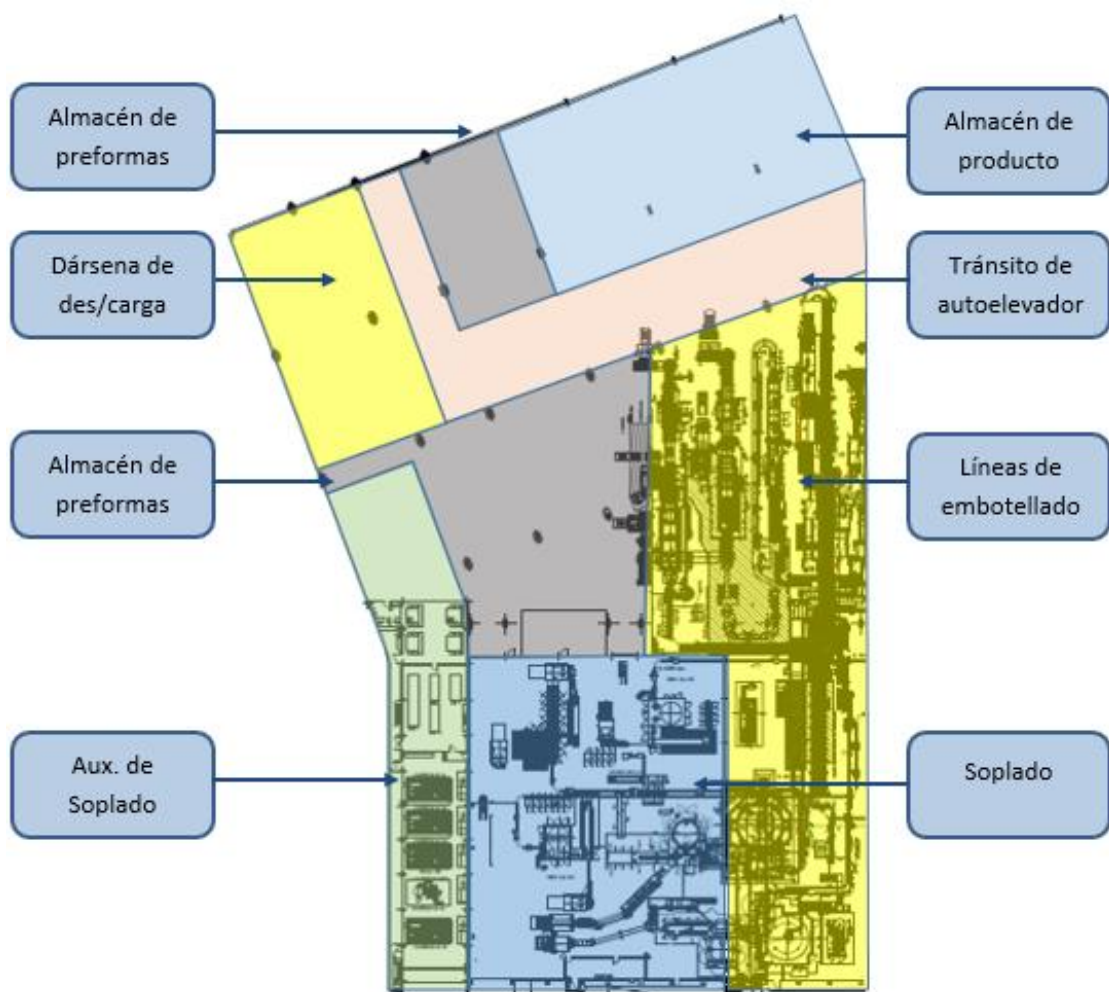 Almacén de
preformas
Almacén de
producto
Dársena de
des/carga
Tránsito de
autoelevador
Almacén de
preformas
Líneas de
embotellado
Aux. de
Soplado
Soplado